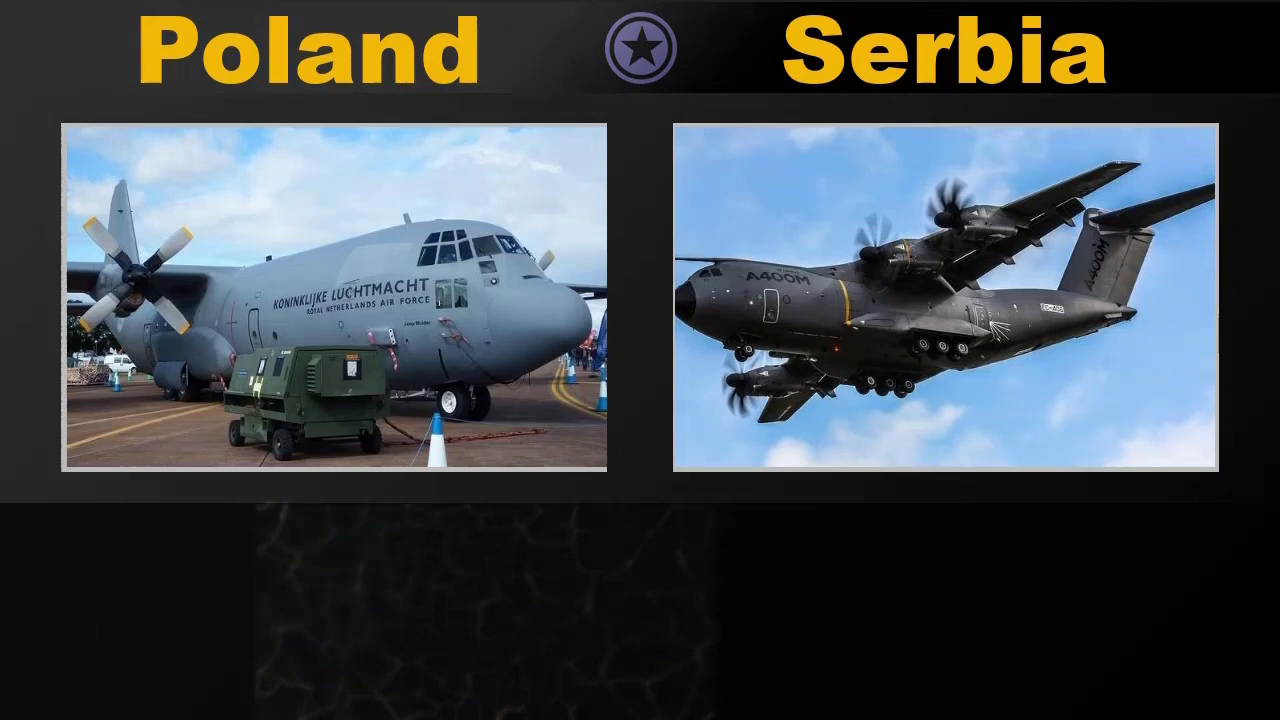 Poland
Serbia
KONINKLIJKE LUCHTMACHT
ROYAL NETHERLANDS AIR FORCE
A400M
A400M